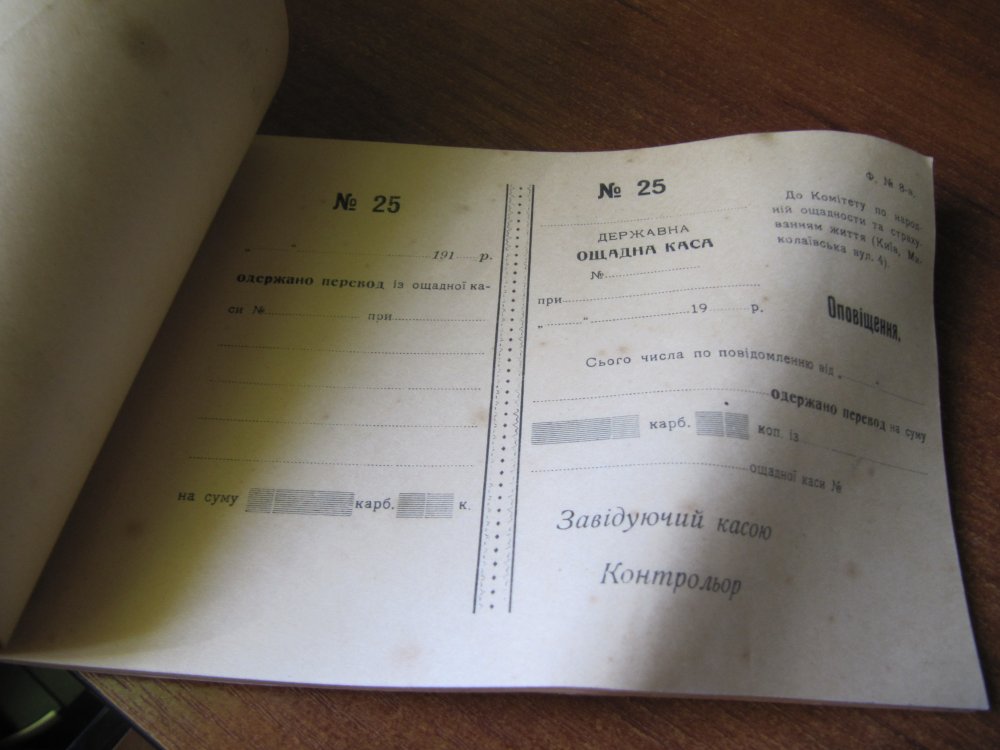 № 25
„ “ 191 р.
одержано перевод із ощадної ка-
си № при
на суму карб. к.
№ 25
ДЕРЖАВНА
ОЩАДНА КАСА
№
при
„ “ 19 р.
Ф. № 8-а.
До Комітету по народ-
ній ощадности та страху-
ванням життя (Київ, Ми-
колаївська вул. 4).
Оповіщення.
Сього числа по повідомленню від „ “
одержано перевод на суму
карб. коп. із
ощадної каси №
Завідуючий касою
Контрольор